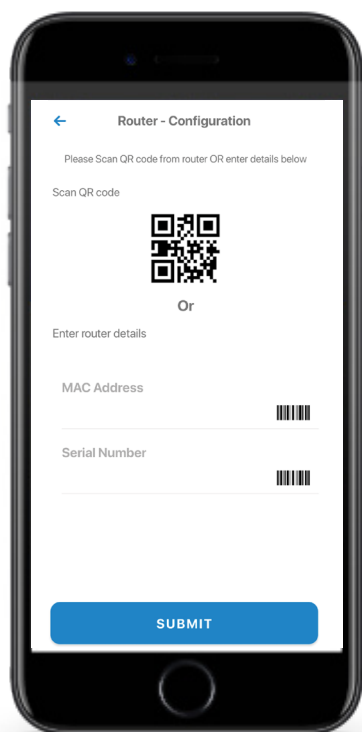 Router - Configuration
Please Scan QR code from router OR enter details below
Scan QR code
Or
Enter router details
MAC Address
Serial Number
SUBMIT